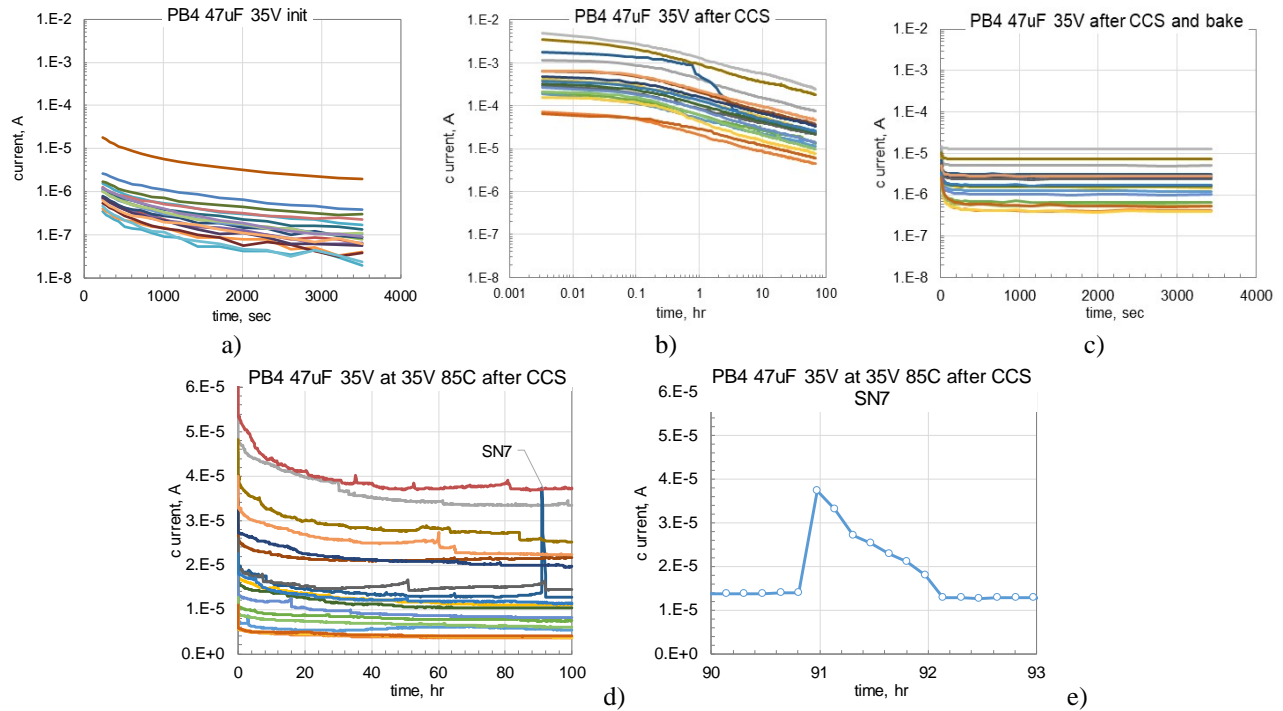 PB4 47uF 35V init
1.E-2
1.E-3
1.E-4
1.E-5
1.E-6
1.E-7
1.E-8
current, A
0
1000
2000
3000
4000
time, sec
a)
PB4 47uF 35V after CCS
1.E-2
1.E-3
1.E-4
1.E-5
1.E-6
1.E-7
1.E-8
c urrent, A
0.001
0.01
0.1
1
10
100
time, hr
b)
PB4 47uF 35V after CCS and bake
1.E-2
1.E-3
1.E-4
1.E-5
1.E-6
1.E-7
1.E-8
c urrent, A
0
1000
2000
3000
4000
time, sec
c)
PB4 47uF 35V at 35V 85C after CCS
6.E-5
5.E-5
4.E-5
3.E-5
2.E-5
1.E-5
0.E+0
c urrent, A
SN7
0
20
40
60
80
100
time, hr
d)
PB4 47uF 35V at 35V 85C after CCS
SN7
6.E-5
5.E-5
4.E-5
3.E-5
2.E-5
1.E-5
0.E+0
c urrent, A
90
91
92
93
time, hr
e)